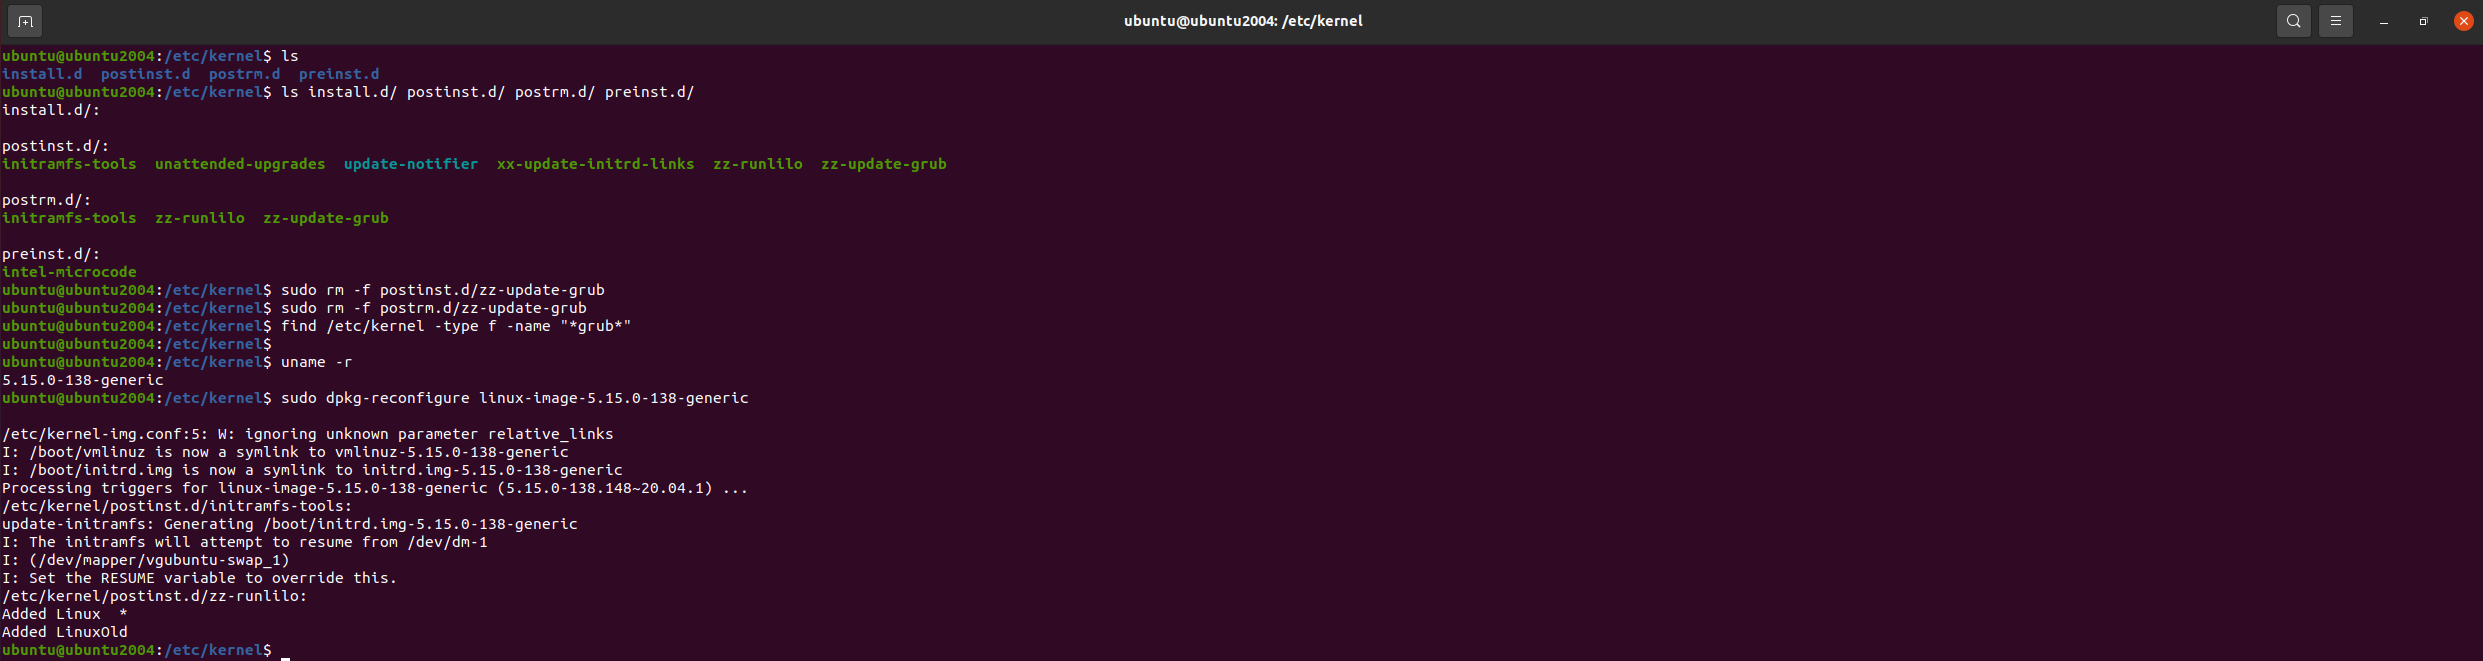 ubuntu@ubuntu2004: /etc/kernel
ubuntu@ubuntu2004:/etc/kernel$ ls
install.d  postinst.d  postrm.d  preinst.d
ubuntu@ubuntu2004:/etc/kernel$ ls install.d/ postinst.d/ postrm.d/ preinst.d/
install.d/:
postinst.d/:
initramfs-tools  unattended-upgrades  update-notifier  xx-update-initrd-links  zz-runlilo  zz-update-grub
postrm.d/:
initramfs-tools  zz-runlilo  zz-update-grub
preinst.d/:
intel-microcode
ubuntu@ubuntu2004:/etc/kernel$ sudo rm -f postinst.d/zz-update-grub
ubuntu@ubuntu2004:/etc/kernel$ sudo rm -f postrm.d/zz-update-grub
ubuntu@ubuntu2004:/etc/kernel$ find /etc/kernel -type f -name "*grub*"
ubuntu@ubuntu2004:/etc/kernel$
ubuntu@ubuntu2004:/etc/kernel$ uname -r
5.15.0-138-generic
ubuntu@ubuntu2004:/etc/kernel$ sudo dpkg-reconfigure linux-image-5.15.0-138-generic
/etc/kernel-img.conf:5: W: ignoring unknown parameter relative_links
I: /boot/vmlinuz is now a symlink to vmlinuz-5.15.0-138-generic
I: /boot/initrd.img is now a symlink to initrd.img-5.15.0-138-generic
Processing triggers for linux-image-5.15.0-138-generic (5.15.0-138.148~20.04.1) ...
/etc/kernel/postinst.d/initramfs-tools:
update-initramfs: Generating /boot/initrd.img-5.15.0-138-generic
I: The initramfs will attempt to resume from /dev/dm-1
I: (/dev/mapper/vgubuntu-swap_1)
I: Set the RESUME variable to override this.
/etc/kernel/postinst.d/zz-runlilo:
Added Linux  *
Added LinuxOld
ubuntu@ubuntu2004:/etc/kernel$